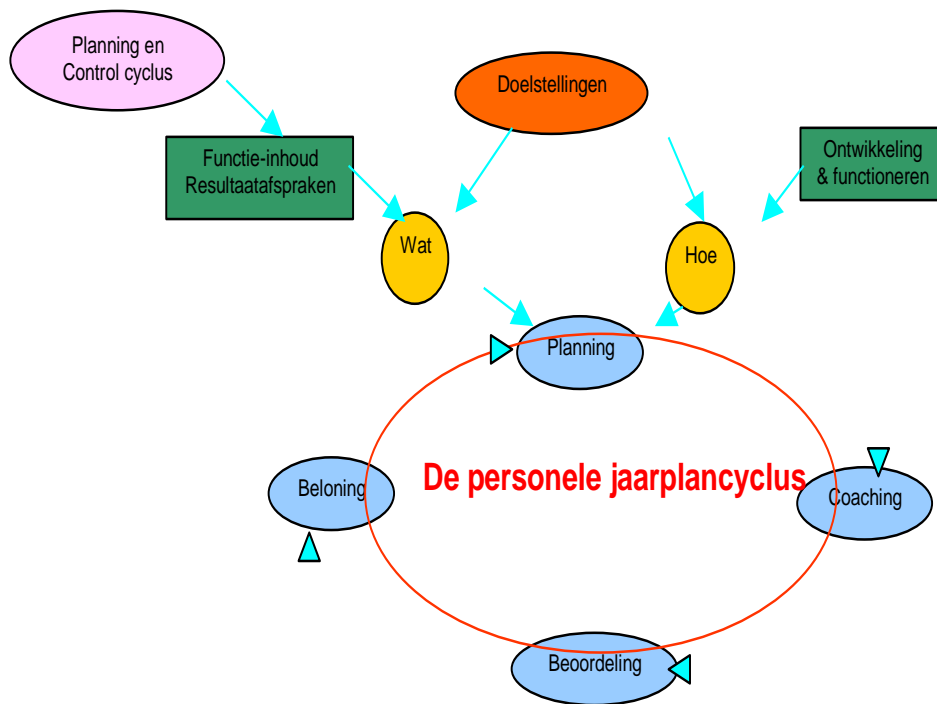 Planning en
Control cyclus
Doelstellingen
Functie-inhoud
Resultaatafspraken
Ontwikkeling
& functioneren
Wat
Hoe
Planning
De personele jaarplancyclus
Beloning
Coaching
Beoordeling